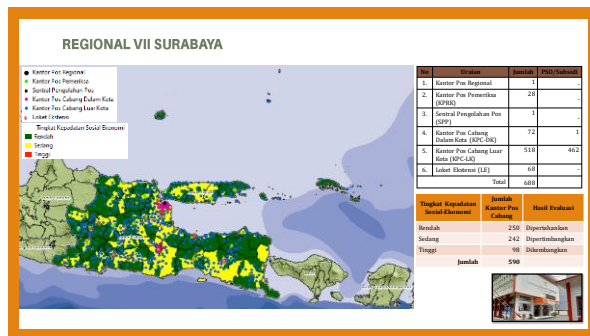 REGIONAL VII SURABAYA
Kantor Pos Regional
Kantor Pos Pemeriksa
Sentral Pengolahan Pos
Kantor Pos Cabang Dalam Kota
Kantor Pos Cabang Luar Kota
Loket Ekstensi
Tingkat Kepadatan Sosial Ekonomi
Rendah
Sedang
Tinggi
No Uraian Jumlah PSO/Subsidi
1. Kantor Pos Regional 1 -
2. Kantor Pos Pemeriksa 28 -
(KPRK)
3. Sentral Pengolahan Pos 1 -
(SPP)
4. Kantor Pos Cabang 72 1
Dalam Kota (KPC-DK)
5. Kantor Pos Cabang Luar 518 462
Kota (KPC-LK)
6. Loket Ekstensi (LE) 68 -
Total 688
Tingkat Kepadatan Sosial-Ekonomi
Jumlah Kantor Pos Cabang
Hasil Evaluasi
Rendah 250 Dipertahankan
Sedang 242 Dipertimbangkan
Tinggi 98 Dikembangkan
Jumlah 590